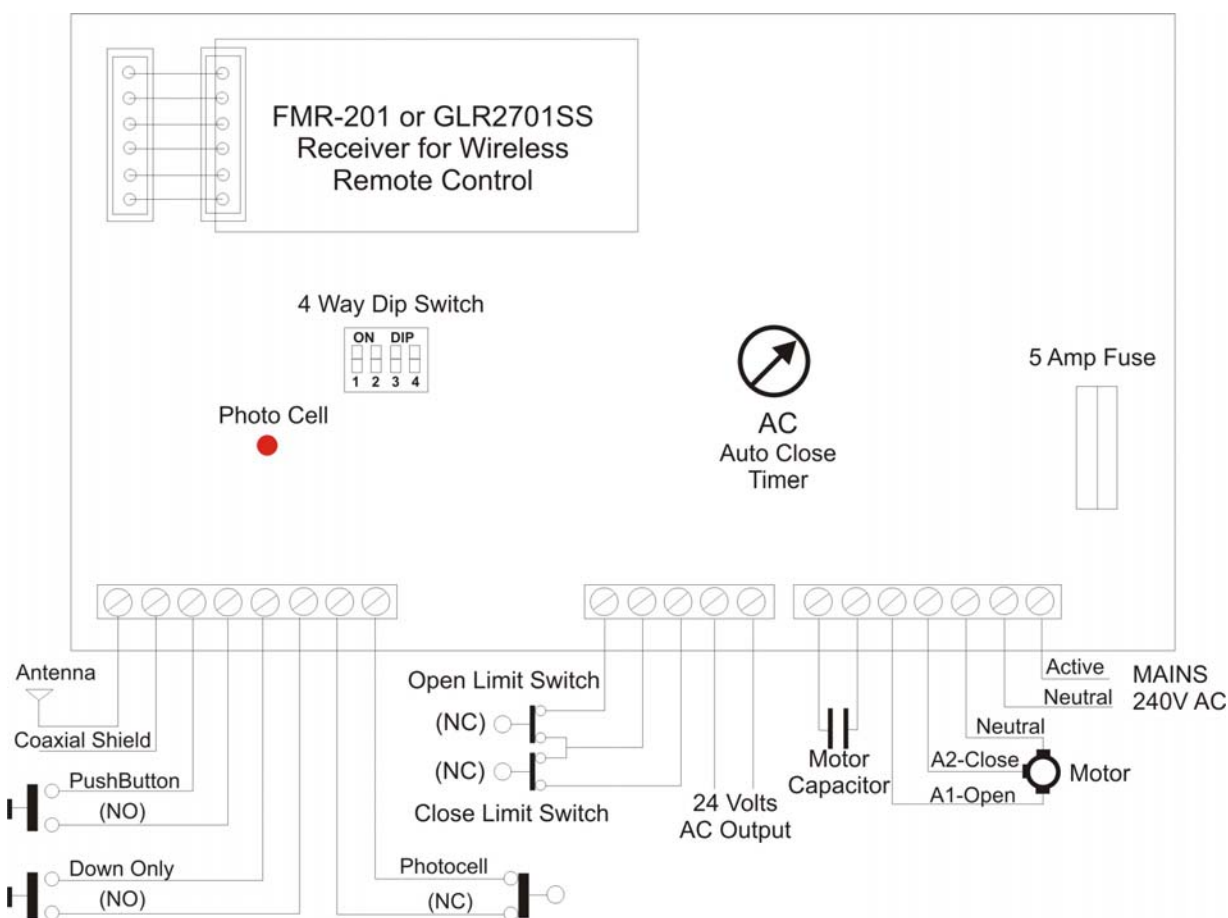 FMR-201 or GLR2701SS
Receiver for Wireless
Remote Control
4 Way Dip Switch
ON DIP
1 2 3 4
Photo Cell
AC
Auto Close
Timer
5 Amp Fuse
Antenna
Coaxial Shield
PushButton
(NO)
Down Only
(NO)
Open Limit Switch
(NC)
(NC)
Close Limit Switch
Photocell
(NC)
24 Volts
AC Output
Motor
Capacitor
Active
Neutral
MAINS
240V AC
Neutral
A2-Close
A1-Open
Motor